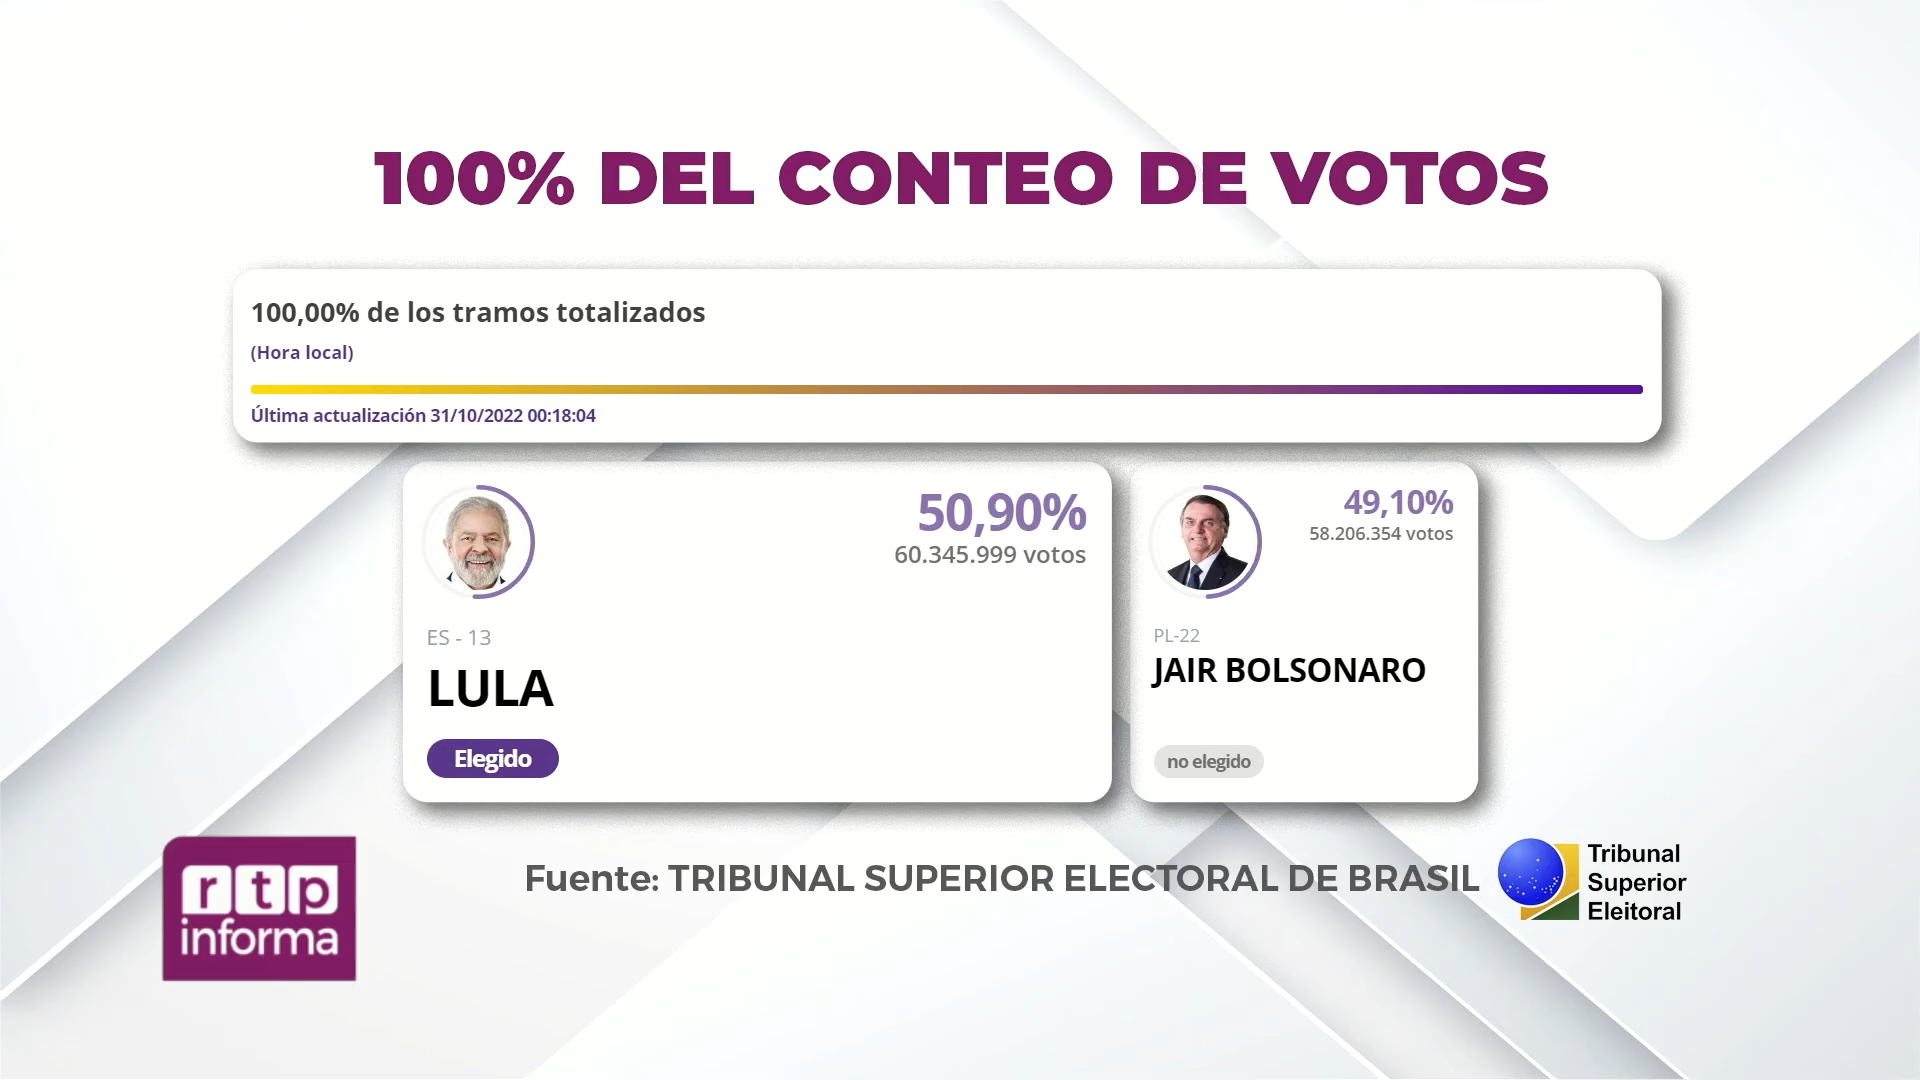 100% DEL CONTEO DE VOTOS
100,00% de los tramos totalizados
(Hora local)
Última actualización 31/10/2022 00:18:04
50,90%
60.345.999 votos
ES - 13
LULA
Elegido
49,10%
58.206.354 votos
PL-22
JAIR BOLSONARO
no elegido
rtp
informa
Fuente: TRIBUNAL SUPERIOR ELECTORAL DE BRASIL
Tribunal
Superior
Eleitoral